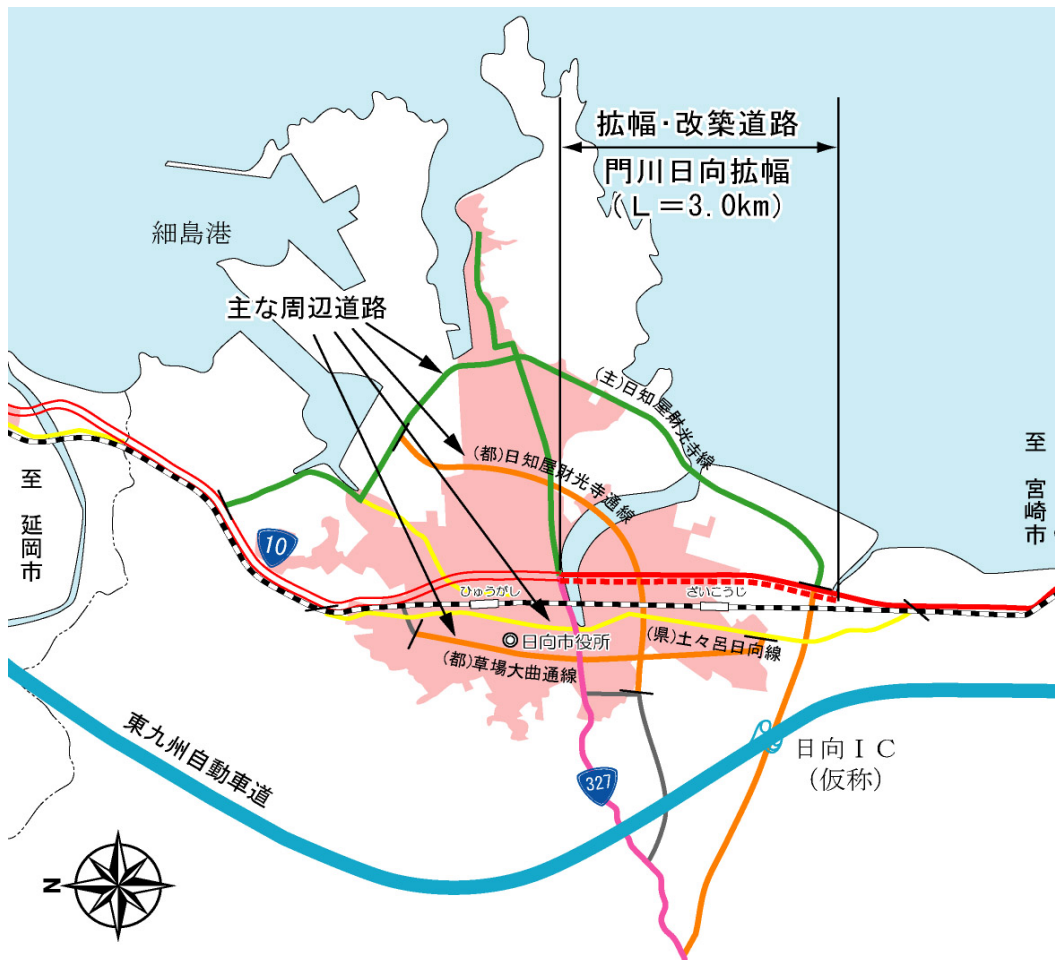 拡幅・改築道路
門川日向拡幅
(L=3.0km)
細島港
主な周辺道路
(主)日知屋財光寺線
(都)日知屋財光寺通線
至 延岡市
至 宮崎市
10
ひゅうがし
ざいこうじ
日向市役所
(県)土々呂日向線
(都)草場大曲通線
東九州自動車道
日向IC
(仮称)
327
N